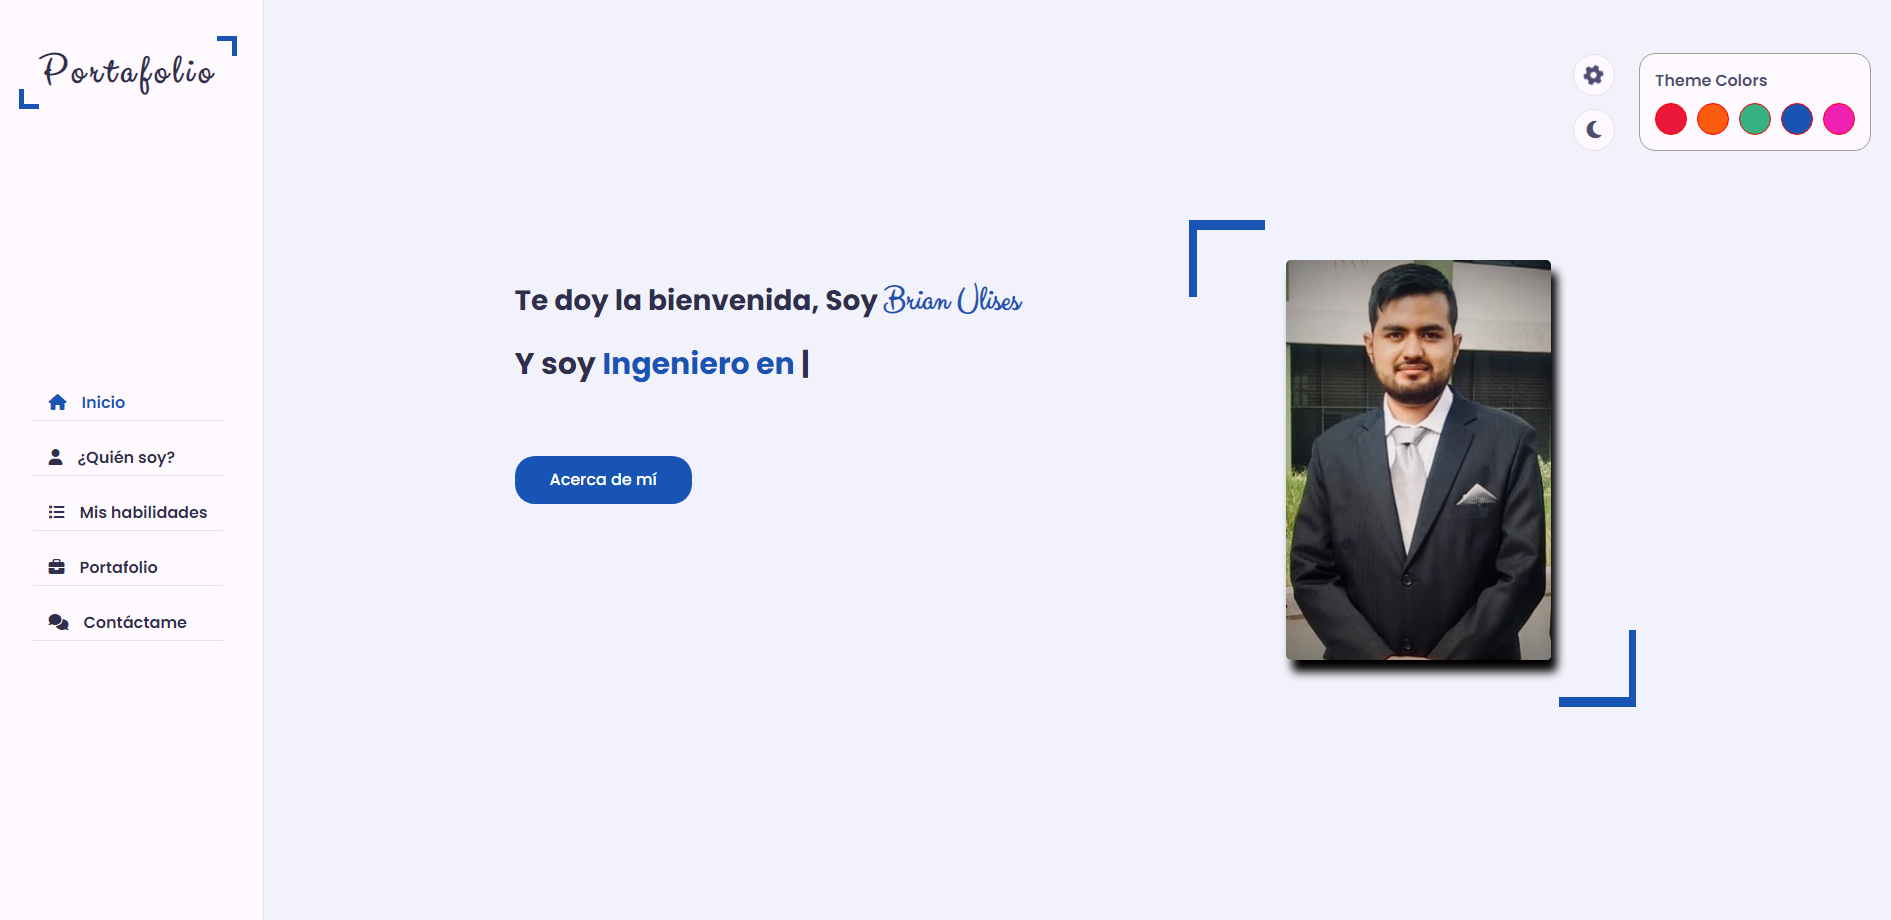 Portafolio
Inicio
¿Quién soy?
Mis habilidades
Portafolio
Contáctame
Te doy la bienvenida, Soy Brian Ulises
Y soy Ingeniero en |
Acerca de mí
Theme Colors